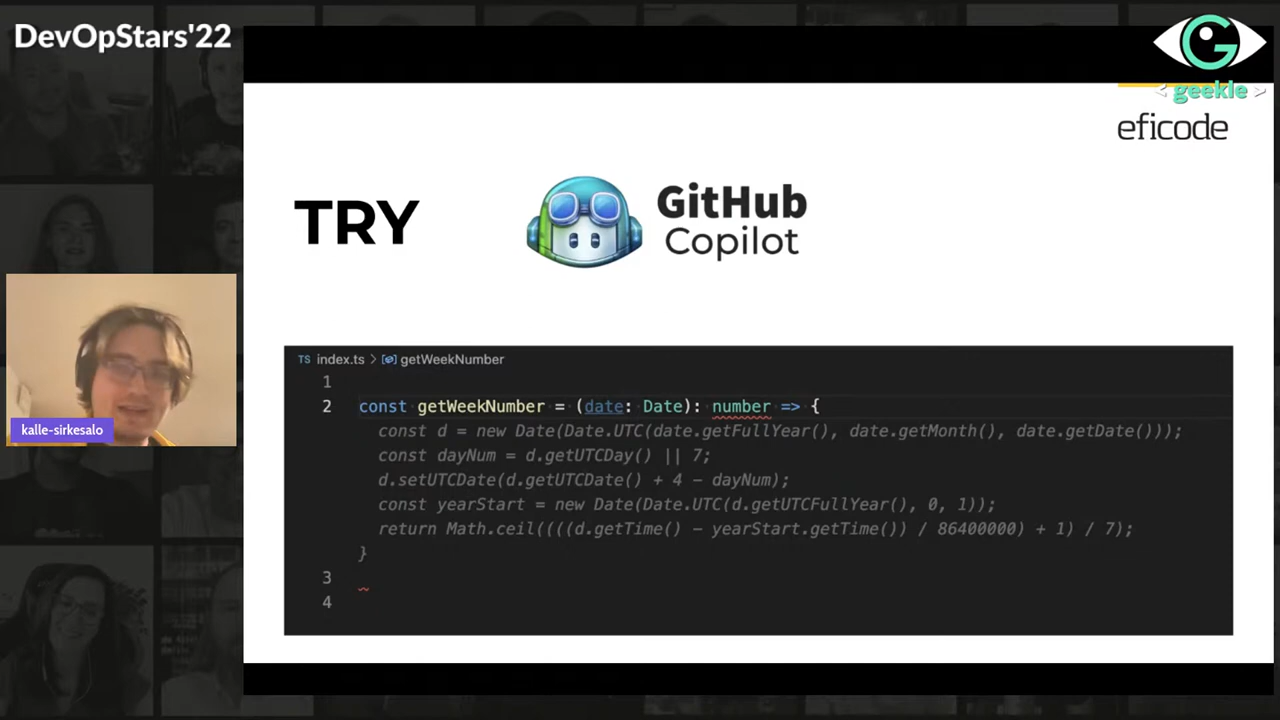 DevOpStars'22
< geekle >
eficode
TRY
GitHub
Copilot
kalle-sirkesalo
TS index.ts > getWeekNumber
1
2 const getWeekNumber = (date: Date): number => {
const d = new Date(Date.UTC(date.getFullYear(), date.getMonth(), date.getDate()));
const dayNum = d.getUTCDay() || 7;
d.setUTCDate(d.getUTCDate() + 4 - dayNum);
const yearStart = new Date(Date.UTC(d.getUTCFullYear(), 0, 1));
return Math.ceil((((d.getTime() - yearStart.getTime()) / 86400000) + 1) / 7);
}
3
4